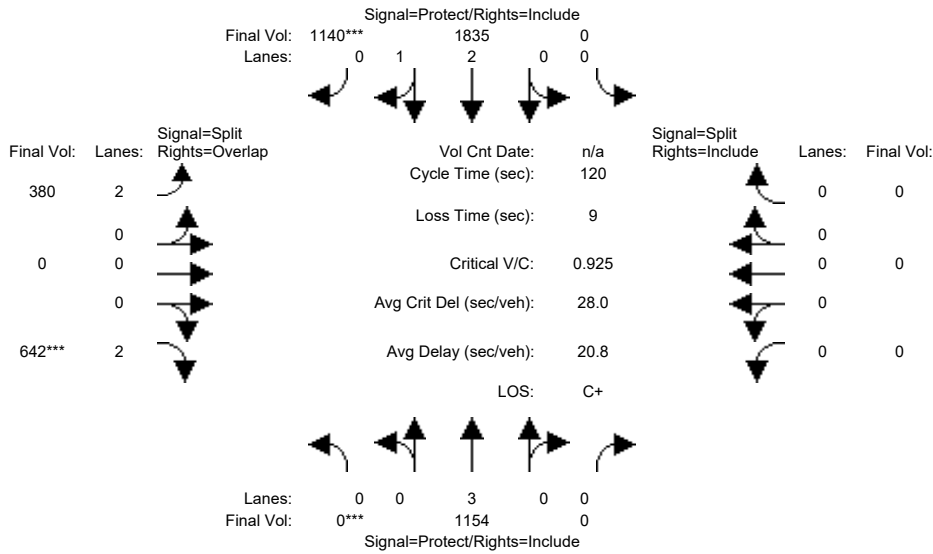 Signal=Protect/Rights=Include
Final Vol: 1140*** 1835 0
Lanes: 0 1 2 0 0
Signal=Split
Final Vol: Lanes: Rights=Overlap
Vol Cnt Date: n/a
Signal=Split
Rights=Include Lanes: Final Vol:
Cycle Time (sec): 120
380 2
0 0
Loss Time (sec): 9
0
0
0 0
Critical V/C: 0.925
0 0
0
Avg Crit Del (sec/veh): 28.0
0
642*** 2
Avg Delay (sec/veh): 20.8
0 0
LOS: C+
Lanes: 0 0 3 0 0
Final Vol: 0*** 1154 0
Signal=Protect/Rights=Include